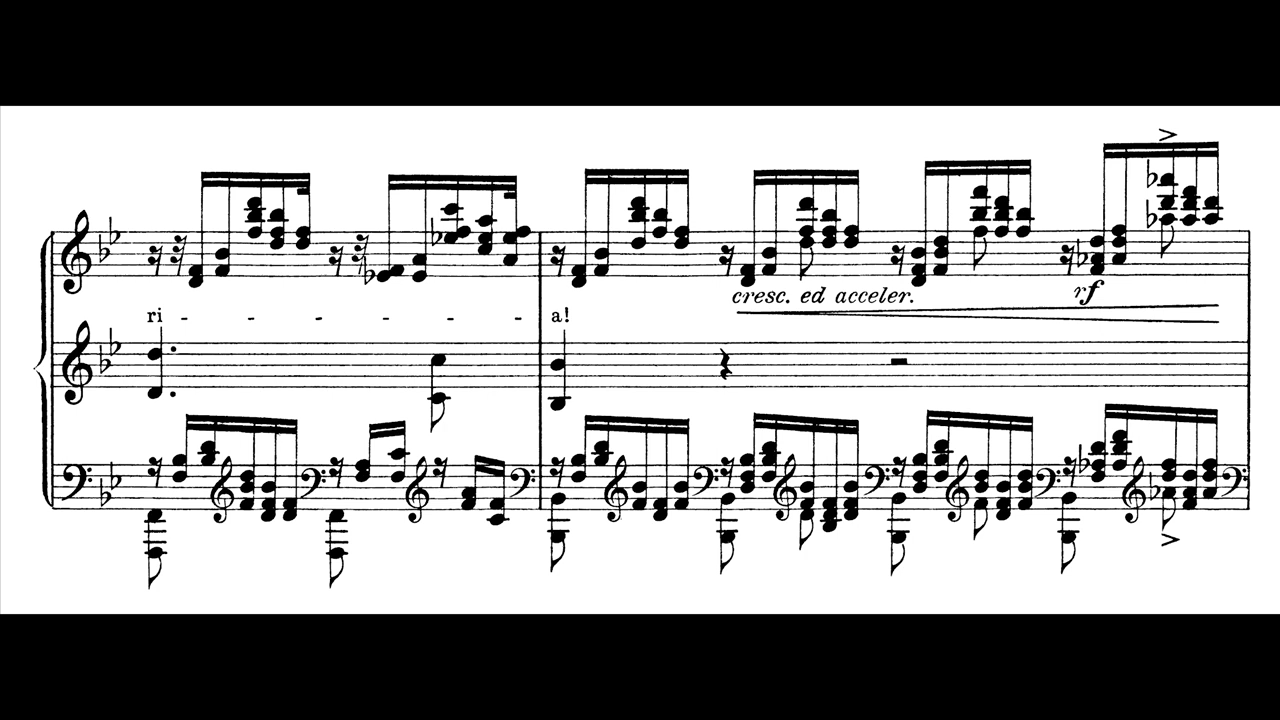 cresc. ed acceler.
rf
ri - - - - - - a!